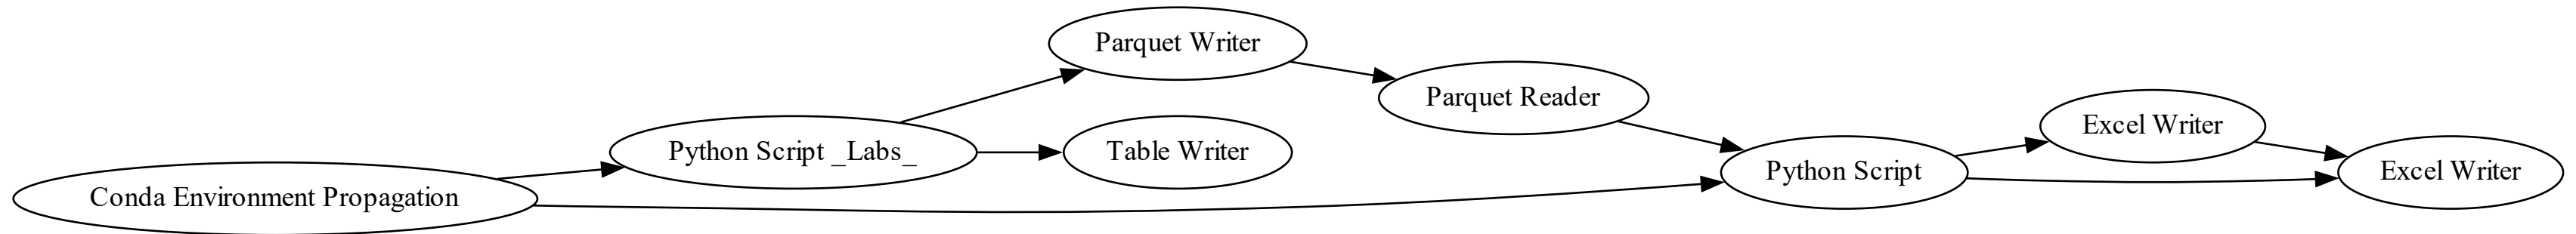 Conda Environment Propagation
Python Script _Labs_
Parquet Writer
Table Writer
Parquet Reader
Python Script
Excel Writer
Excel Writer